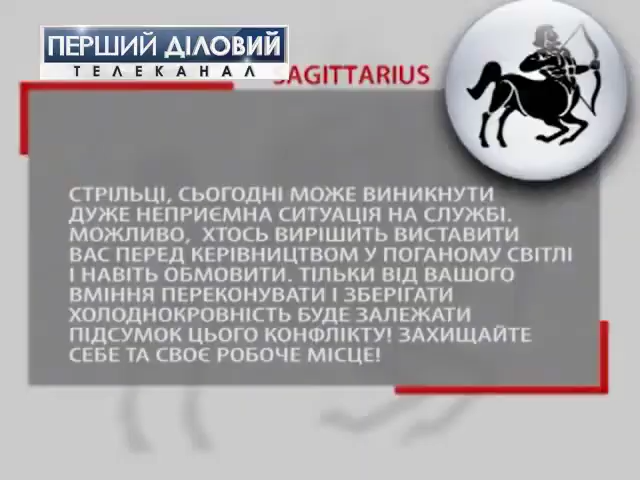 ПЕРШИЙ ДІЛОВИЙ
ТЕЛЕКАНАЛ
SAGITTARIUS
СТРІЛЬЦІ, СЬОГОДНІ МОЖЕ ВИНИКНУТИ
ДУЖЕ НЕПРИЄМНА СИТУАЦІЯ НА СЛУЖБІ.
МОЖЛИВО, ХТОСЬ ВИРІШИТЬ ВИСТАВИТИ
ВАС ПЕРЕД КЕРІВНИЦТВОМ У ПОГАНОМУ СВІТЛІ
І НАВІТЬ ОБМОВИТИ. ТІЛЬКИ ВІД ВАШОГО
ВМІННЯ ПЕРЕКОНУВАТИ І ЗБЕРІГАТИ
ХОЛОДНОКРОВНІСТЬ БУДЕ ЗАЛЕЖАТИ
ПІДСУМОК ЦЬОГО КОНФЛІКТУ! ЗАХИЩАЙТЕ
СЕБЕ ТА СВОЄ РОБОЧЕ МІСЦЕ!